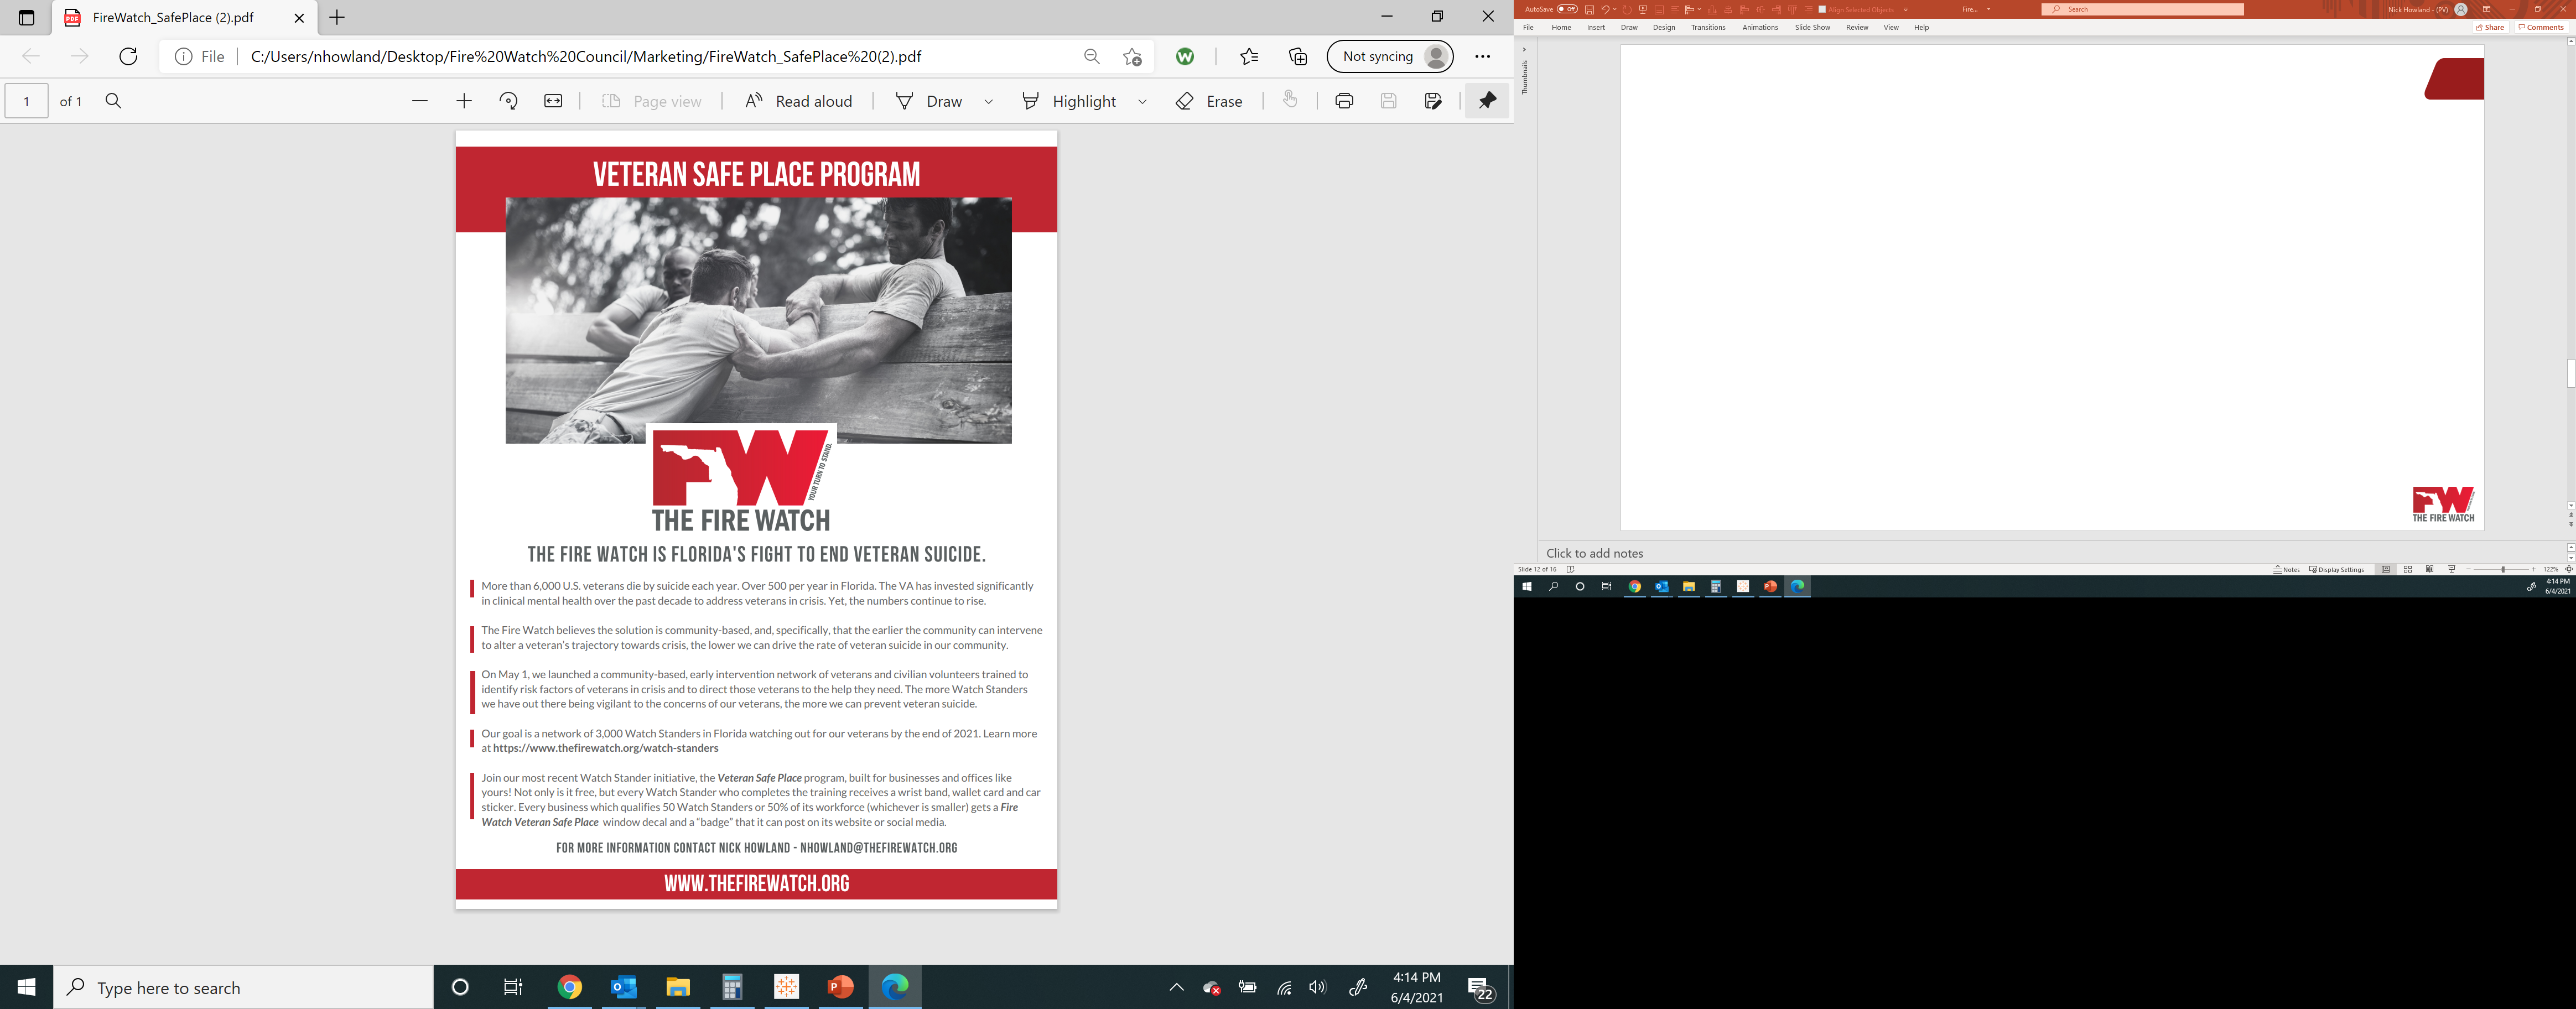 FireWatch_SafePlace (2).pdf
File
C:/Users/nhowland/Desktop/Fire%20Watch%20Council/Marketing/FireWatch_SafePlace%20(2).pdf
Not syncing
1
of 1
Page view
Read aloud
Draw
Highlight
Erase
VETERAN SAFE PLACE PROGRAM
FW
YOUR TURN TO STAND.
THE FIRE WATCH
THE FIRE WATCH IS FLORIDA'S FIGHT TO END VETERAN SUICIDE.
More than 6,000 U.S. veterans die by suicide each year. Over 500 per year in Florida. The VA has invested significantly
in clinical mental health over the past decade to address veterans in crisis. Yet, the numbers continue to rise.
The Fire Watch believes the solution is community-based, and, specifically, that the earlier the community can intervene
to alter a veteran's trajectory towards crisis, the lower we can drive the rate of veteran suicide in our community.
On May 1, we launched a community-based, early intervention network of veterans and civilian volunteers trained to
identify risk factors of veterans in crisis and to direct those veterans to the help they need. The more Watch Standers
we have out there being vigilant to the concerns of our veterans, the more we can prevent veteran suicide.
Our goal is a network of 3,000 Watch Standers in Florida watching out for our veterans by the end of 2021. Learn more
at https://www.thefirewatch.org/watch-standers
Join our most recent Watch Stander initiative, the Veteran Safe Place program, built for businesses and offices like
yours! Not only is it free, but every Watch Stander who completes the training receives a wrist band, wallet card and car
sticker. Every business which qualifies 50 Watch Standers or 50% of its workforce (whichever is smaller) gets a Fire
Watch Veteran Safe Place window decal and a "badge" that it can post on its website or social media.
FOR MORE INFORMATION CONTACT NICK HOWLAND - NHOWLAND@THEFIREWATCH.ORG
WWW.THEFIREWATCH.ORG
Type here to search
4:14 PM
6/4/2021
22
AutoSave Off
Align Selected Objects
Fire...
Search
Nick Howland - (PV)
File Home Insert Draw Design Transitions Animations Slide Show Review View Help
Share
Comments
Thumbnails
FW
THE FIRE WATCH
Click to add notes
Slide 12 of 16
Notes
Display Settings
122%
4:14 PM
6/4/2021